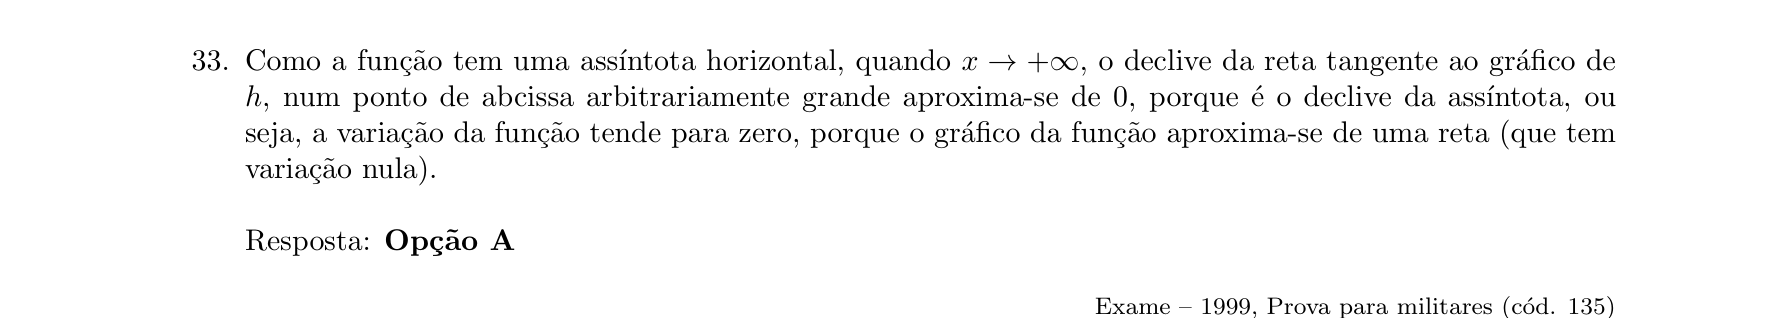 33. Como a função tem uma assíntota horizontal, quando x → +∞, o declive da reta tangente ao gráfico de
h, num ponto de abcissa arbitrariamente grande aproxima-se de 0, porque é o declive da assíntota, ou
seja, a variação da função tende para zero, porque o gráfico da função aproxima-se de uma reta (que tem
variação nula).
Resposta: Opção A
Exame – 1999, Prova para militares (cód. 135)